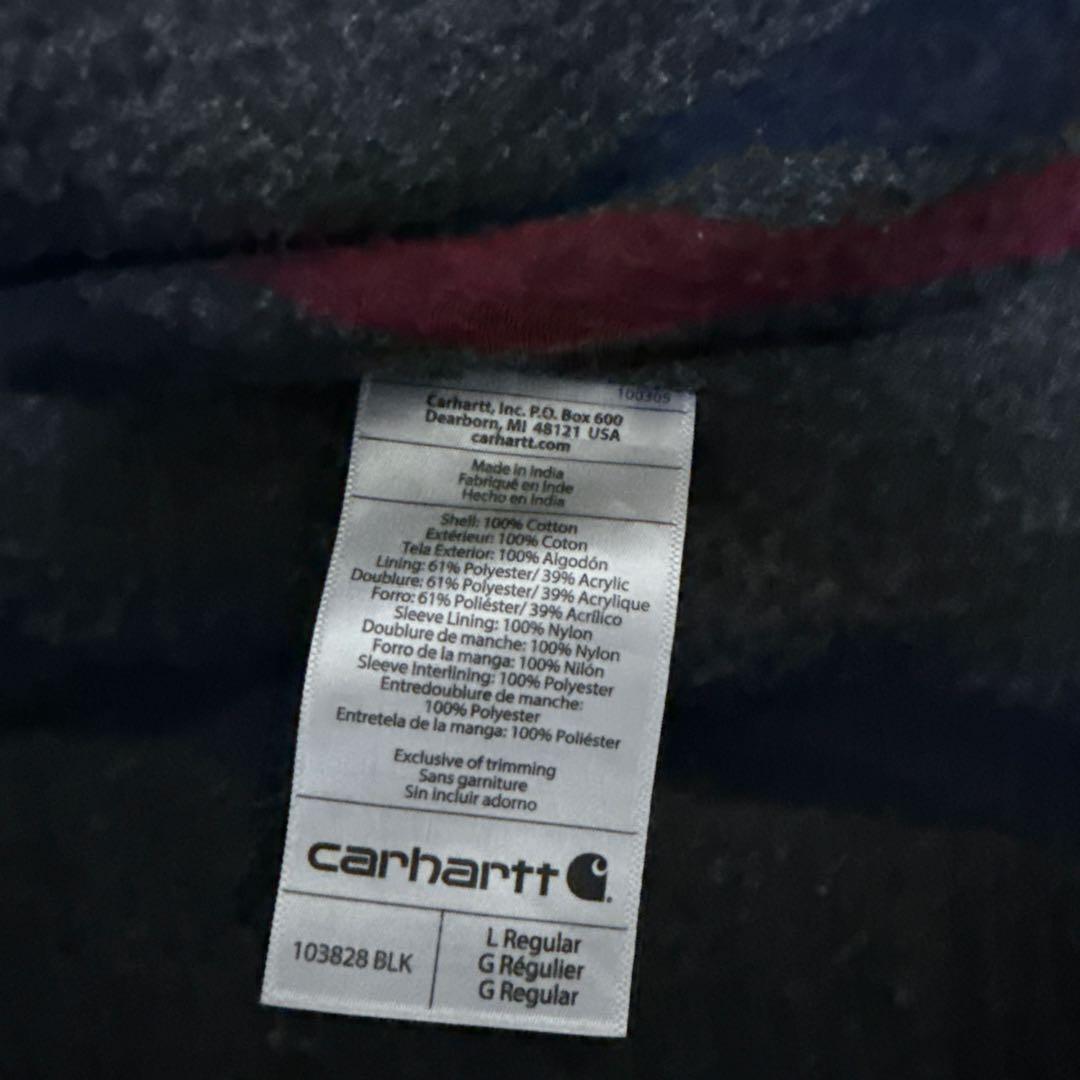 100305
Carhartt, Inc. P.O. Box 600
Dearborn, MI 48121 USA
carhartt.com
Made in India
Fabriqué en Inde
Hecho en India
Shell: 100% Cotton
Extérieur: 100% Coton
Tela Exterior: 100% Algodón
Lining: 61% Polyester/ 39% Acrylic
Doublure: 61% Polyester/ 39% Acrylique
Forro: 61% Poliéster/ 39% Acrílico
Sleeve Lining: 100% Nylon
Doublure de manche: 100% Nylon
Forro de la manga: 100% Nilón
Sleeve Interlining: 100% Polyester
Entredoublure de manche:
100% Polyester
Entretela de la manga: 100% Poliéster
Exclusive of trimming
Sans garniture
Sin incluir adorno
carhartt
103828 BLK
L Regular
G Régulier
G Regular